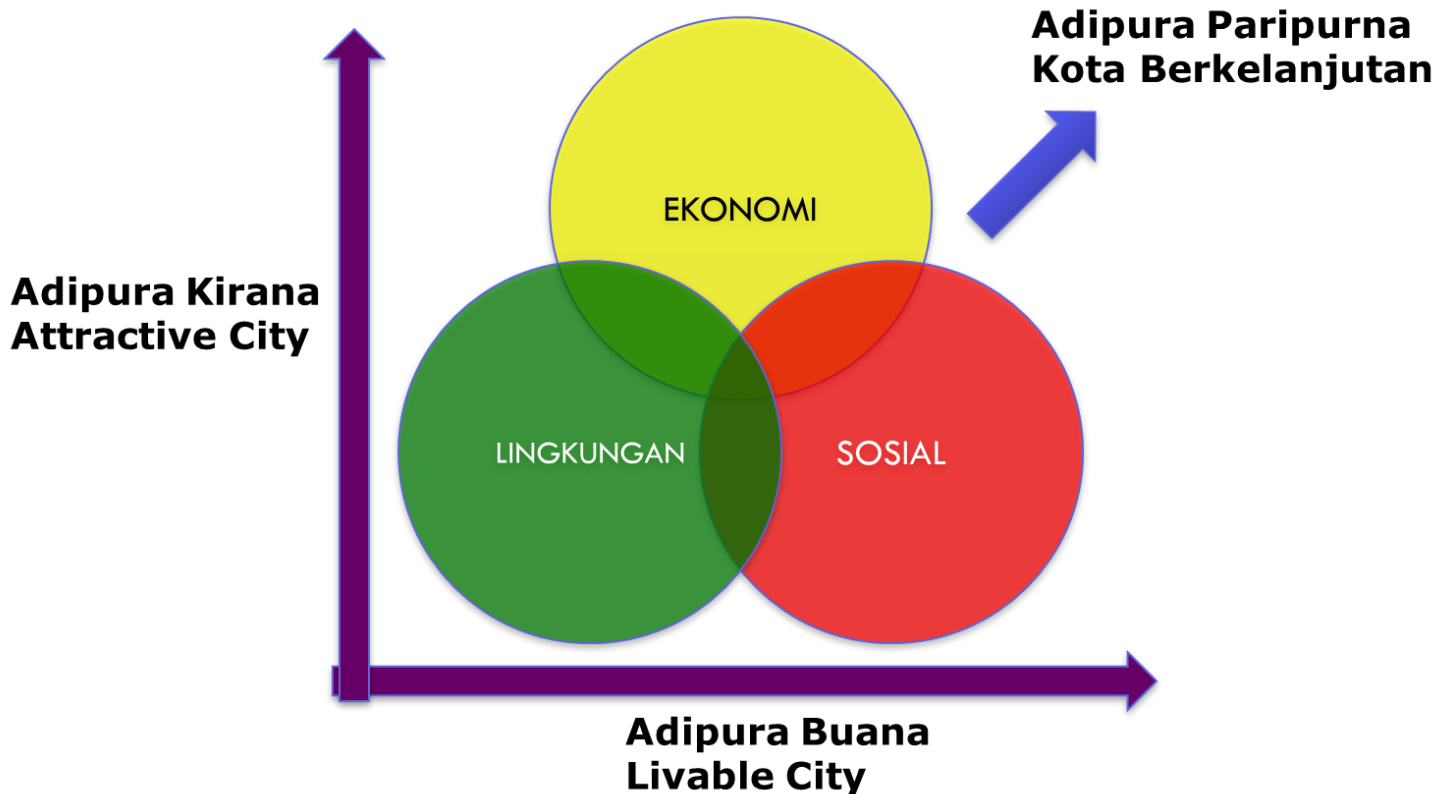 Adipura Paripurna
Kota Berkelanjutan
EKONOMI
Adipura Kirana
Attractive City
LINGKUNGAN
SOSIAL
Adipura Buana
Livable City